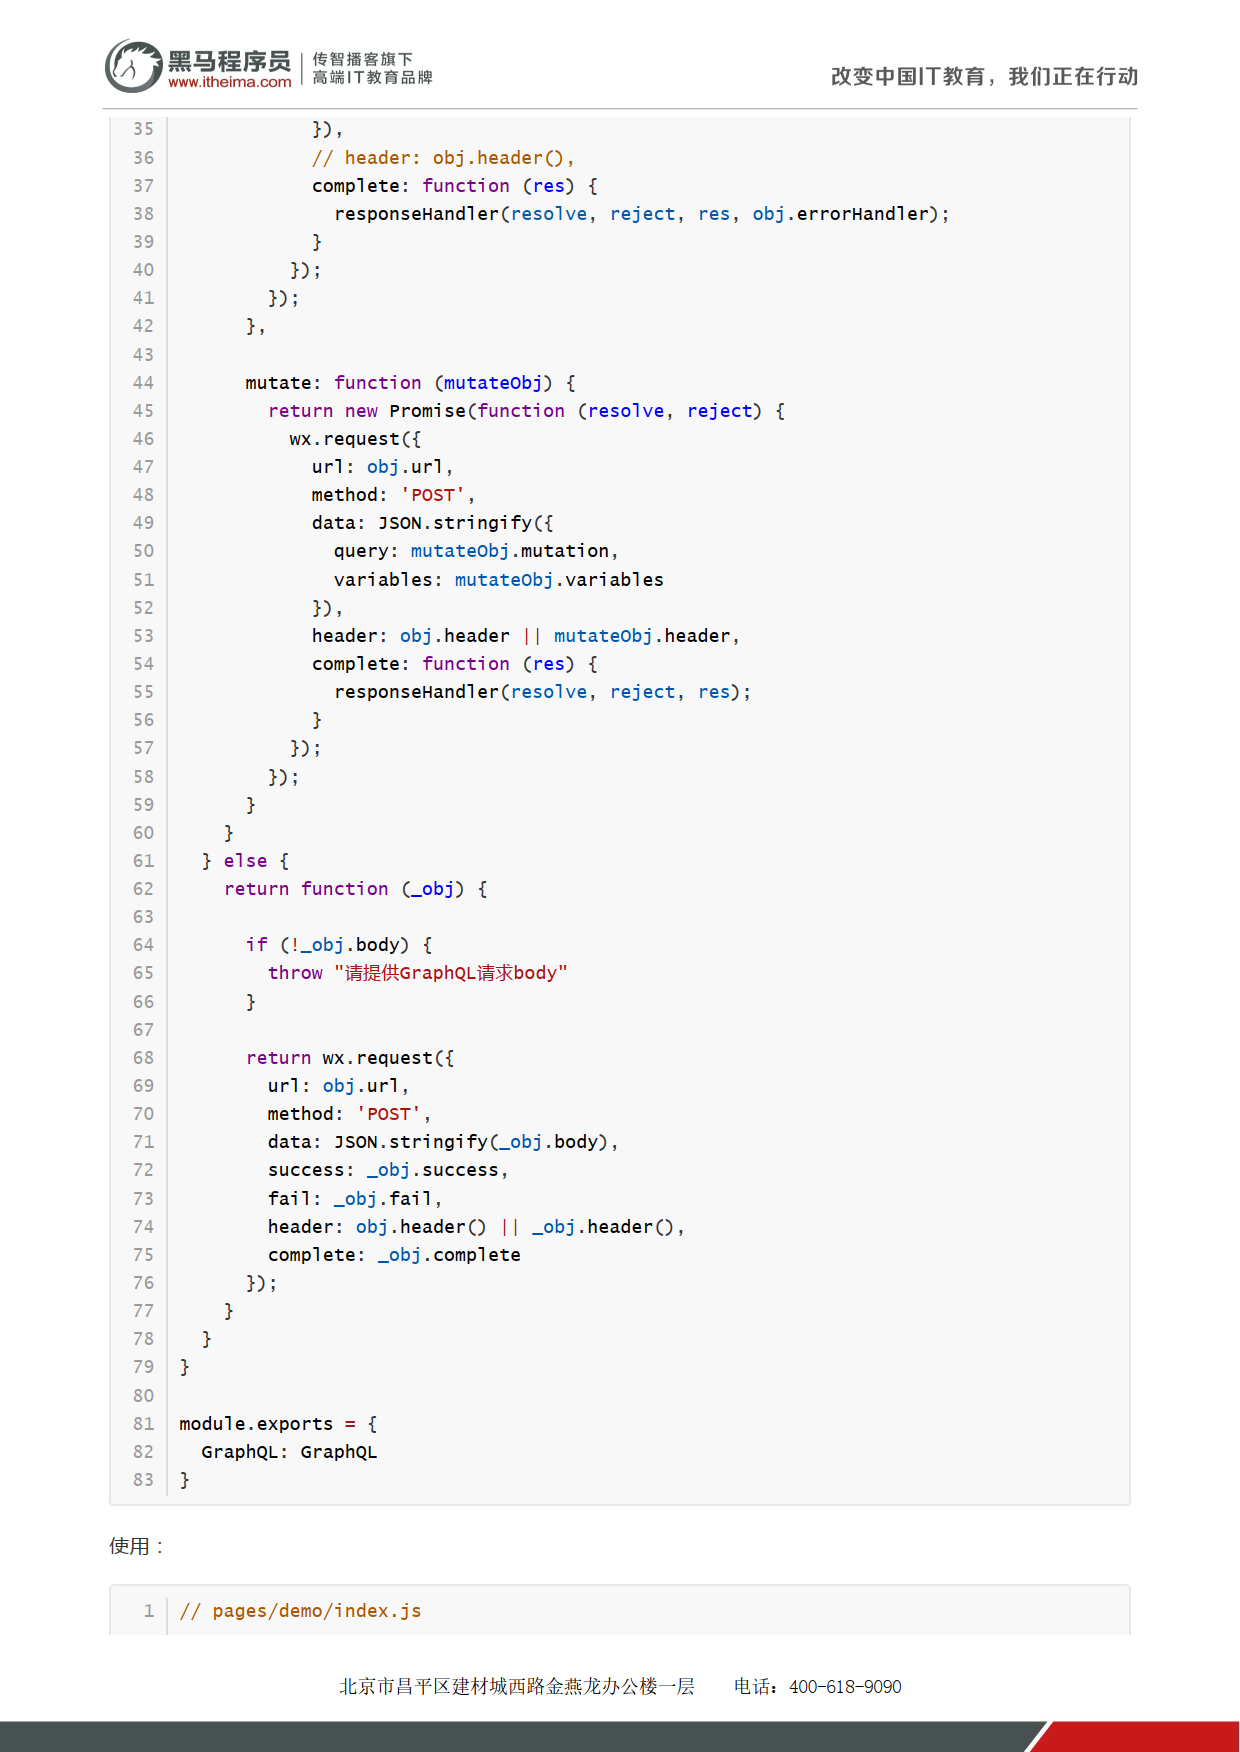 黑马程序员
www.itheima.com
传智播客旗下
高端IT教育品牌
改变中国IT教育，我们正在行动
35             }),
36             // header: obj.header(),
37             complete: function (res) {
38               responseHandler(resolve, reject, res, obj.errorHandler);
39             }
40           });
41         });
42       },
43
44       mutate: function (mutateObj) {
45         return new Promise(function (resolve, reject) {
46           wx.request({
47             url: obj.url,
48             method: 'POST',
49             data: JSON.stringify({
50               query: mutateObj.mutation,
51               variables: mutateObj.variables
52             }),
53             header: obj.header || mutateObj.header,
54             complete: function (res) {
55               responseHandler(resolve, reject, res);
56             }
57           });
58         });
59       }
60     }
61   } else {
62     return function (_obj) {
63
64       if (!_obj.body) {
65         throw "请提供GraphQL请求body"
66       }
67
68       return wx.request({
69         url: obj.url,
70         method: 'POST',
71         data: JSON.stringify(_obj.body),
72         success: _obj.success,
73         fail: _obj.fail,
74         header: obj.header() || _obj.header(),
75         complete: _obj.complete
76       });
77     }
78   }
79 }
80
81 module.exports = {
82   GraphQL: GraphQL
83 }
使用：
1 // pages/demo/index.js
北京市昌平区建材城西路金燕龙办公楼一层 电话：400-618-9090